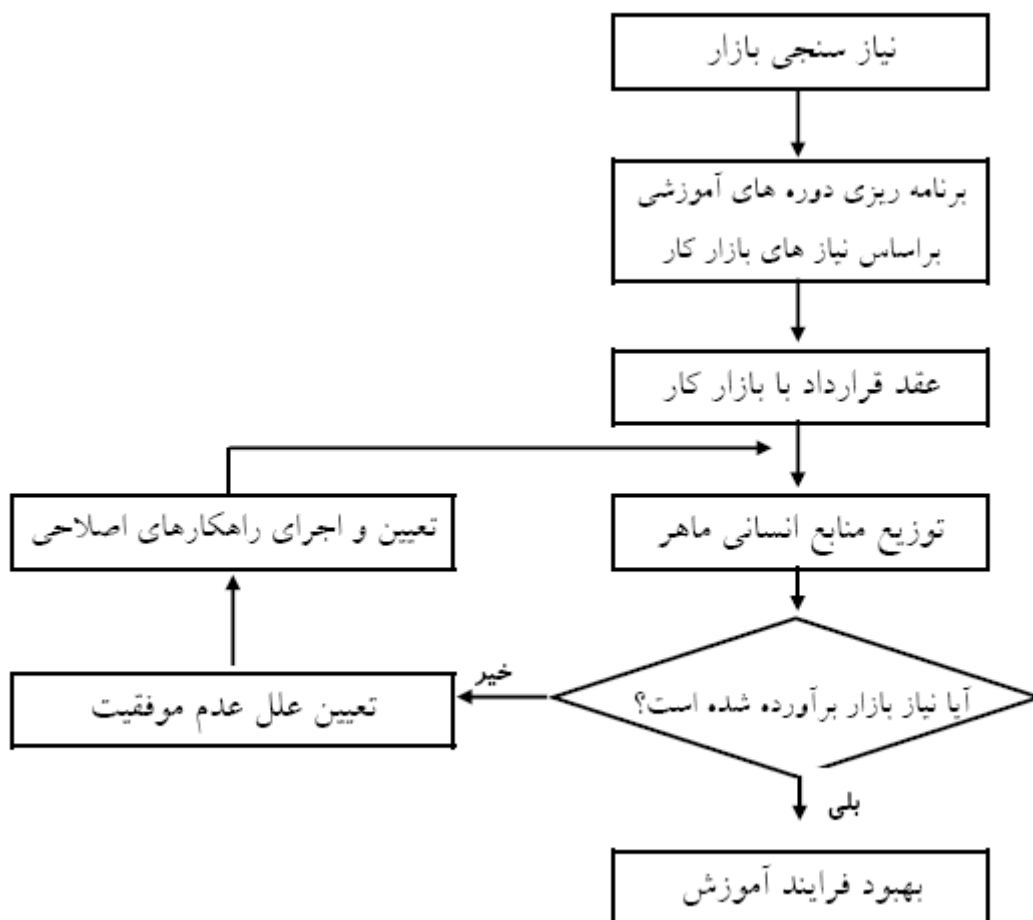 نیاز سنجی بازار
برنامه ریزی دوره های آموزشی
براساس نیاز های بازار کار
عقد قرارداد با بازار کار
توزیع منابع انسانی ماهر
تعیین و اجرای راهکارهای اصلاحی
آیا نیاز بازار برآورده شده است؟
خیر
تعیین علل عدم موفقیت
بلی
بهبود فرایند آموزش